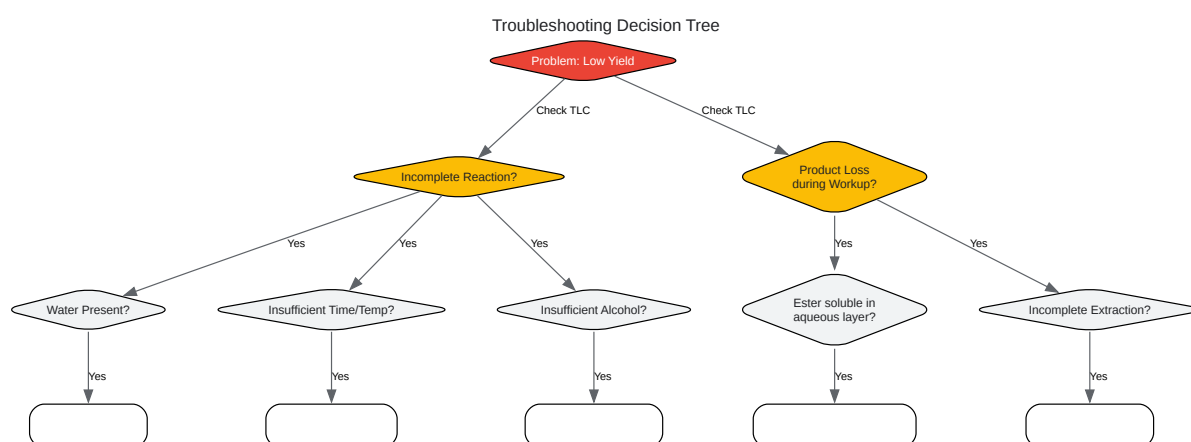 Troubleshooting Decision Tree
Problem: Low Yield
Check TLC
Check TLC
Incomplete Reaction?
Product Loss
during Workup?
Yes
Yes
Yes
Yes
Yes
Water Present?
Insufficient Time/Temp?
Insufficient Alcohol?
Ester soluble in
aqueous layer?
Incomplete Extraction?
Yes
Yes
Yes
Yes
Yes